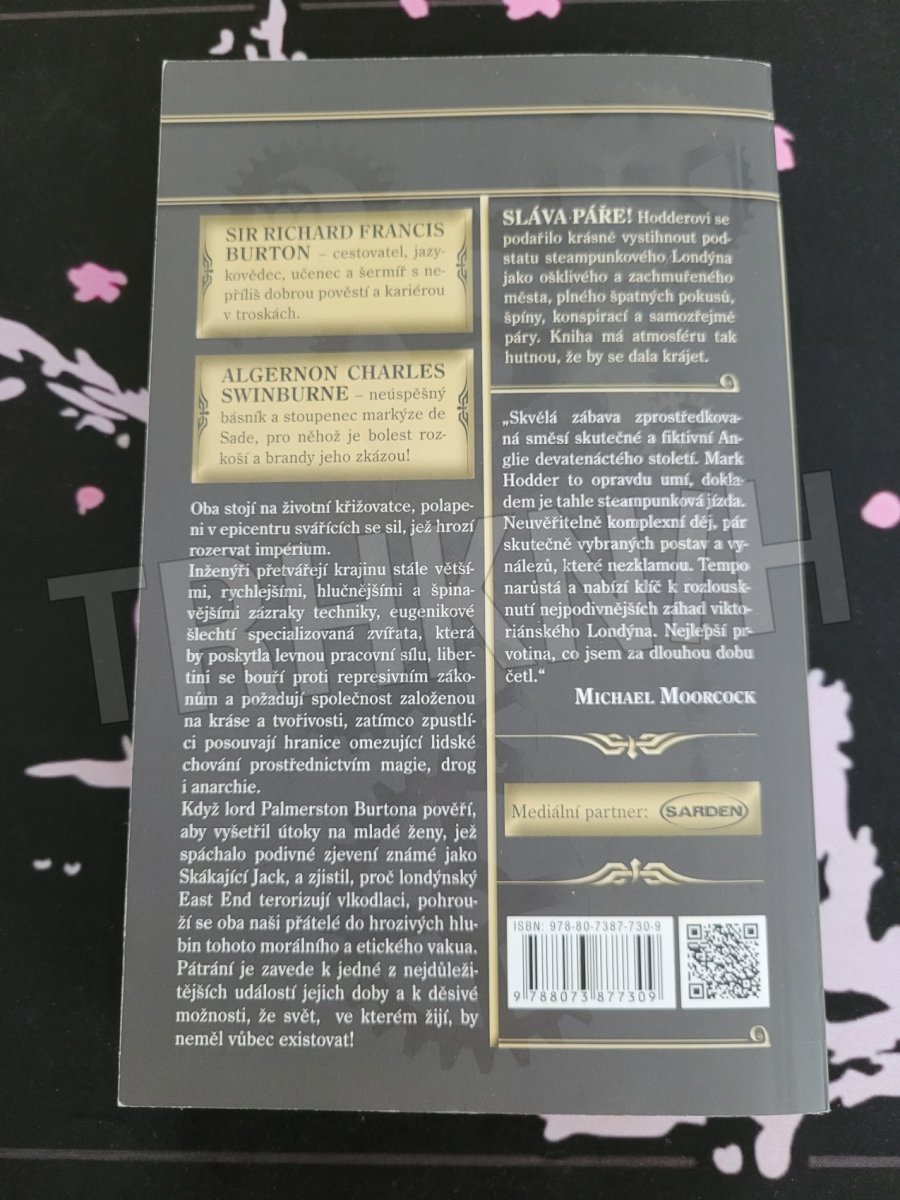 SIR RICHARD FRANCIS
BURTON – cestovatel, jazy-
kovědec, učenec a šermíř s ne-
příliš dobrou pověstí a kariérou
v troskách.
ALGERNON CHARLES
SWINBURNE – neúspěšný
básník a stoupenec markýze de
Sade, pro něhož je bolest roz-
koší a brandy jeho zkázou!
Oba stojí na životní křižovatce, polape-
ni v epicentru svářících se sil, jež hrozí
rozervat impérium.
Inženýři přetvářejí krajinu stále větší-
mi, rychlejšími, hlučnějšími a špina-
vějšími zázraky techniky, eugenikové
šlechtí specializovaná zvířata, která
by poskytla levnou pracovní sílu, liber-
tini se bouří proti represivním záko-
nům a požadují společnost založenou
na kráse a tvořivosti, zatímco zpustlí-
ci posouvají hranice omezující lidské
chování prostřednictvím magie, drog
i anarchie.
Když lord Palmerston Burtona pověří,
aby vyšetřil útoky na mladé ženy, jež
spáchalo podivné zjevení známé jako
Skákající Jack, a zjistil, proč londýnský
East End terorizují vlkodlaci, pohrou-
ží se oba naši přátelé do hrozivých hlu-
bin tohoto morálního a etického vakua.
Pátrání je zavede k jedné z nejdůleži-
tějších událostí jejich doby a k děsivé
možnosti, že svět, ve kterém žijí, by
neměl vůbec existovat!
SLÁVA PÁŘE! Hodderovi se
podařilo krásně vystihnout pod-
statu steampunkového Londýna
jako ošklivého a zachmuřeného
města, plného špatných pokusů,
špíny, konspirací a samozřejmě
páry. Kniha má atmosféru tak
hutnou, že by se dala krájet.
„Skvělá zábava zprostředkova-
ná směsí skutečné a fiktivní An-
glie devatenáctého století. Mark
Hodder to opravdu umí, dokla-
dem je tahle steampunková jízda.
Neuvěřitelně komplexní děj, pár
skutečně vybraných postav a vy-
nálezů, které nezklamou. Tempo
narůstá a nabízí klíč k rozlousk-
nutí nejpodivnějších záhad vikto-
riánského Londýna. Nejlepší pr-
votina, co jsem za dlouhou dobu
četl.“
MICHAEL MOORCOCK
Mediální partner: SARDEN
ISBN: 978-80-7387-730-9
9 788073 877309
TRHKNIH